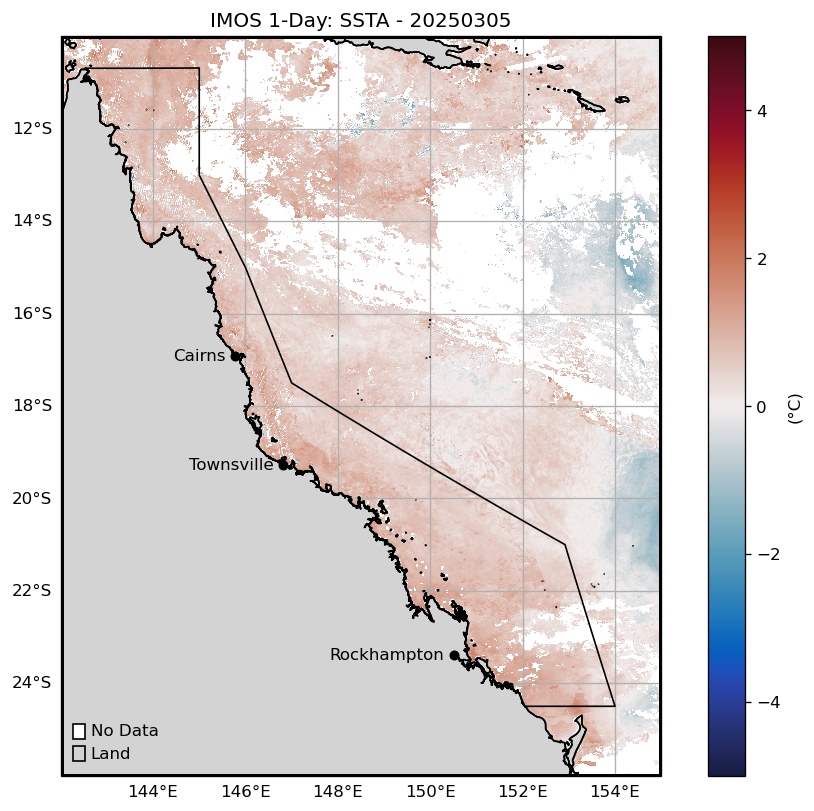 IMOS 1-Day: SSTA - 20250305
12°S
14°S
16°S
18°S
20°S
22°S
24°S
Cairns
Townsville
Rockhampton
No Data
Land
144°E 146°E 148°E 150°E 152°E 154°E
4
2
0
−2
−4
(°C)